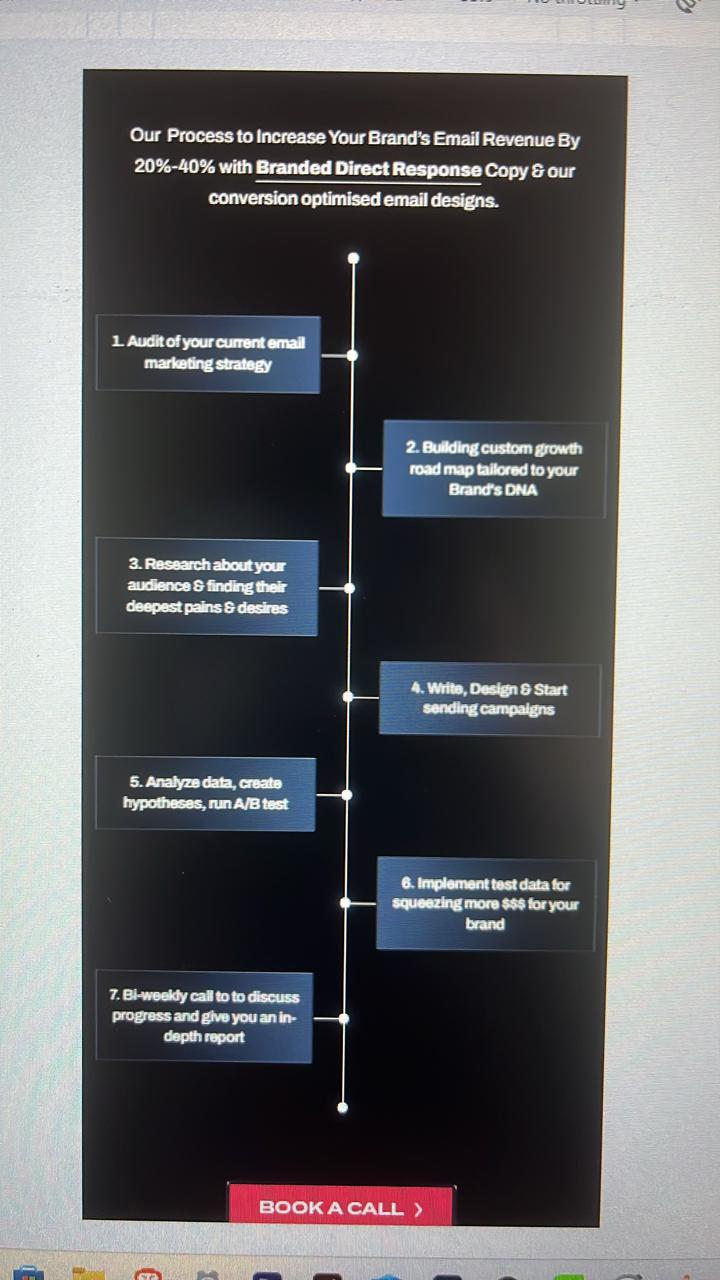 Our Process to Increase Your Brand's Email Revenue By
20%-40% with Branded Direct Response Copy & our
conversion optimised email designs.
1. Audit of your current email
marketing strategy
2. Building custom growth
road map tailored to your
Brand's DNA
3. Research about your
audience & finding their
deepest pains & desires
4. Write, Design & Start
sending campaigns
5. Analyze data, create
hypotheses, run A/B test
6. Implement test data for
squeezing more $$$ for your
brand
7. Bi-weekly call to to discuss
progress and give you an in-
depth report
BOOK A CALL >